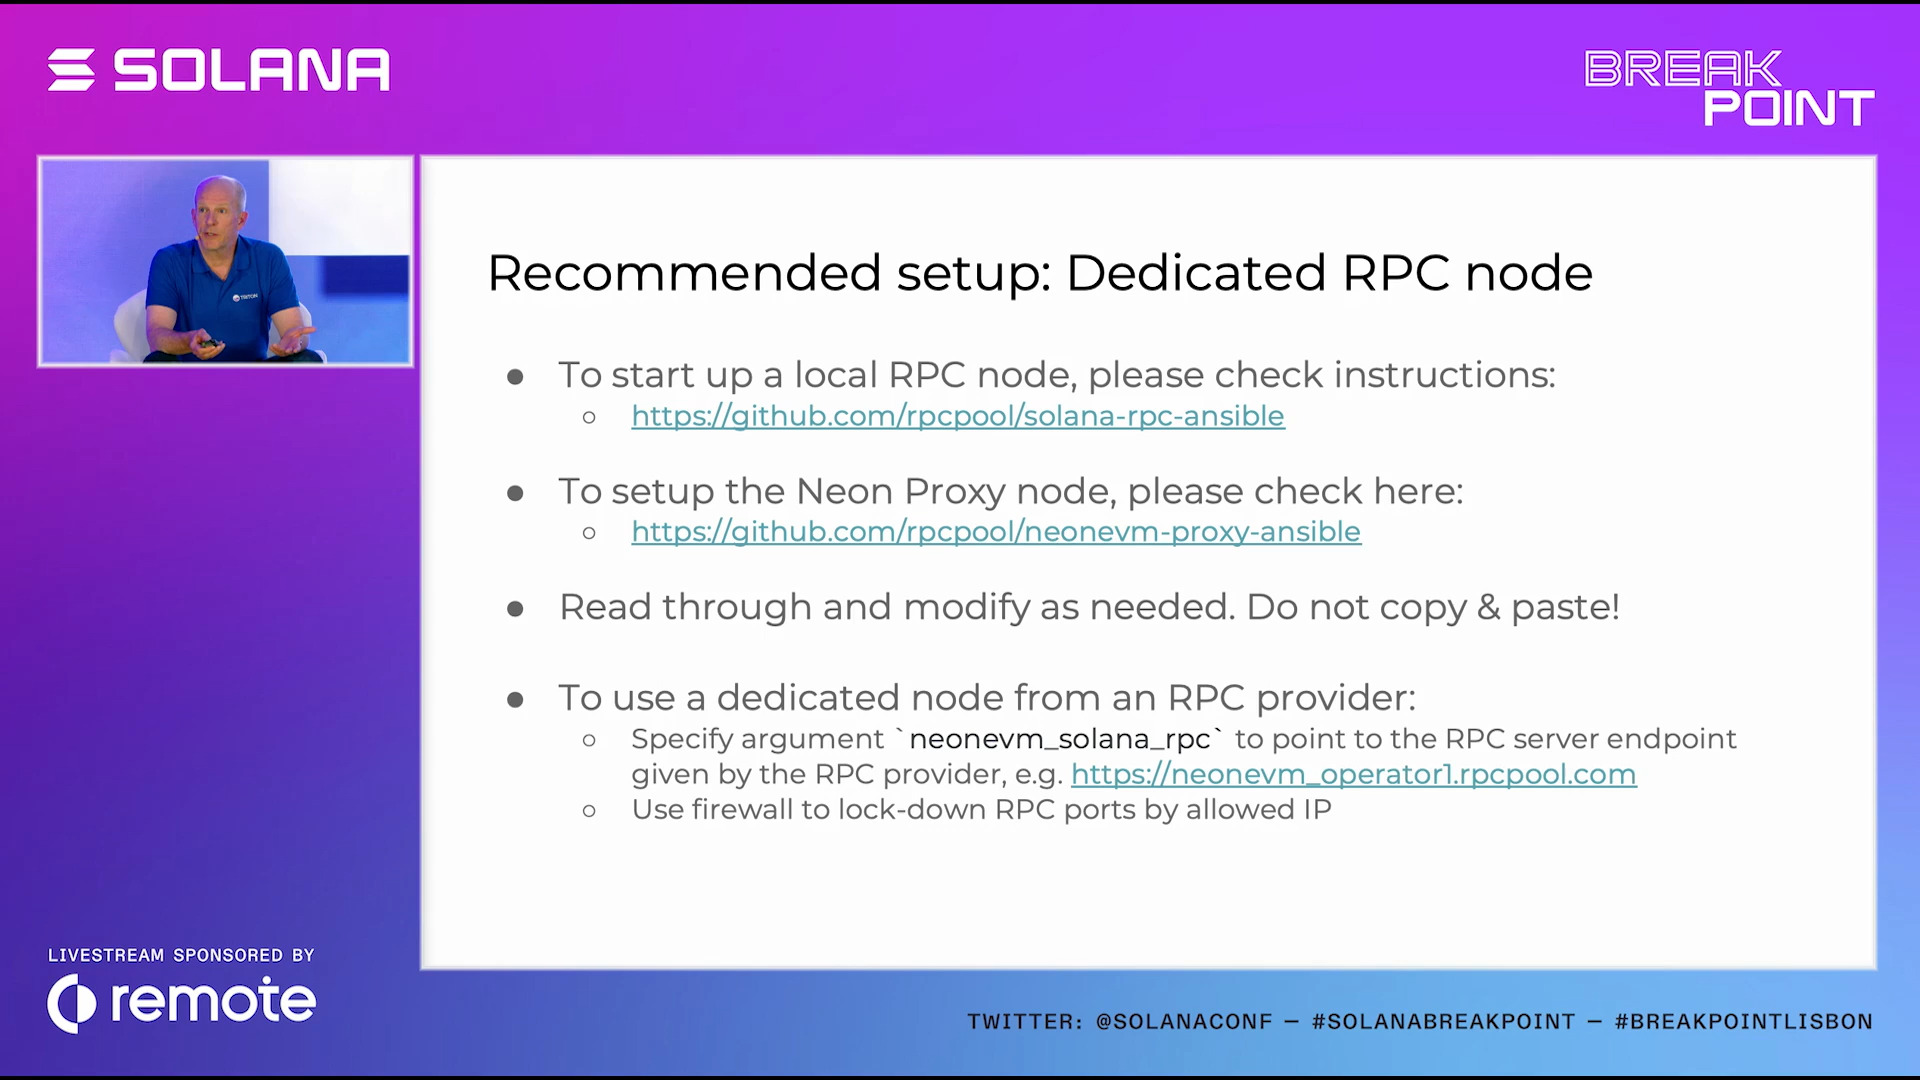 SOLANA
BREAK
POINT
TRITON
Recommended setup: Dedicated RPC node
● To start up a local RPC node, please check instructions:
○ https://github.com/rpcpool/solana-rpc-ansible
● To setup the Neon Proxy node, please check here:
○ https://github.com/rpcpool/neonevm-proxy-ansible
● Read through and modify as needed. Do not copy & paste!
● To use a dedicated node from an RPC provider:
○ Specify argument `neonevm_solana_rpc` to point to the RPC server endpoint
given by the RPC provider, e.g. https://neonevm_operator1.rpcpool.com
○ Use firewall to lock-down RPC ports by allowed IP
LIVESTREAM SPONSORED BY
remote
TWITTER: @SOLANACONF – #SOLANABREAKPOINT – #BREAKPOINTLISBON